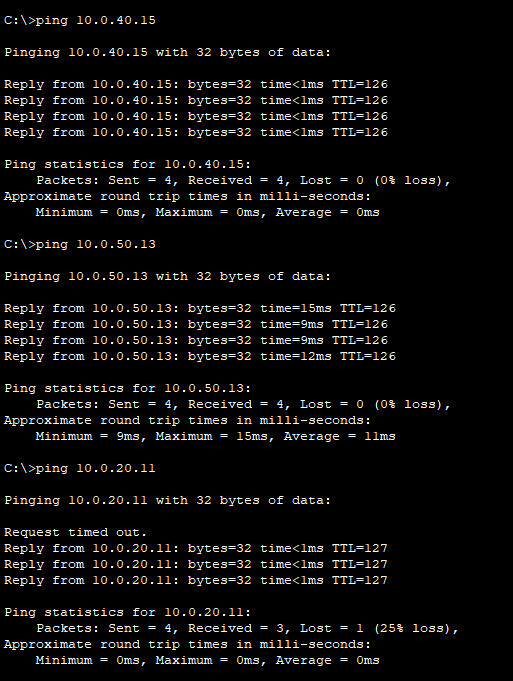 C:\>ping 10.0.40.15
Pinging 10.0.40.15 with 32 bytes of data:
Reply from 10.0.40.15: bytes=32 time<1ms TTL=126
Reply from 10.0.40.15: bytes=32 time<1ms TTL=126
Reply from 10.0.40.15: bytes=32 time<1ms TTL=126
Reply from 10.0.40.15: bytes=32 time<1ms TTL=126
Ping statistics for 10.0.40.15:
Packets: Sent = 4, Received = 4, Lost = 0 (0% loss),
Approximate round trip times in milli-seconds:
Minimum = 0ms, Maximum = 0ms, Average = 0ms
C:\>ping 10.0.50.13
Pinging 10.0.50.13 with 32 bytes of data:
Reply from 10.0.50.13: bytes=32 time=15ms TTL=126
Reply from 10.0.50.13: bytes=32 time=9ms TTL=126
Reply from 10.0.50.13: bytes=32 time=9ms TTL=126
Reply from 10.0.50.13: bytes=32 time=12ms TTL=126
Ping statistics for 10.0.50.13:
Packets: Sent = 4, Received = 4, Lost = 0 (0% loss),
Approximate round trip times in milli-seconds:
Minimum = 9ms, Maximum = 15ms, Average = 11ms
C:\>ping 10.0.20.11
Pinging 10.0.20.11 with 32 bytes of data:
Request timed out.
Reply from 10.0.20.11: bytes=32 time<1ms TTL=127
Reply from 10.0.20.11: bytes=32 time<1ms TTL=127
Reply from 10.0.20.11: bytes=32 time<1ms TTL=127
Ping statistics for 10.0.20.11:
Packets: Sent = 4, Received = 3, Lost = 1 (25% loss),
Approximate round trip times in milli-seconds:
Minimum = 0ms, Maximum = 0ms, Average = 0ms